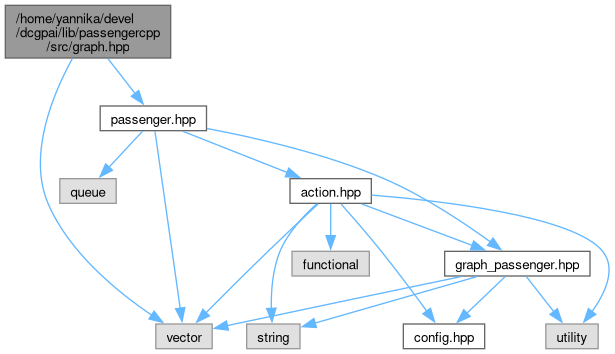 /home/yannika/devel
/dcgpai/lib/passengercpp
/src/graph.hpp
passenger.hpp
queue
action.hpp
functional
graph_passenger.hpp
vector
string
config.hpp
utility